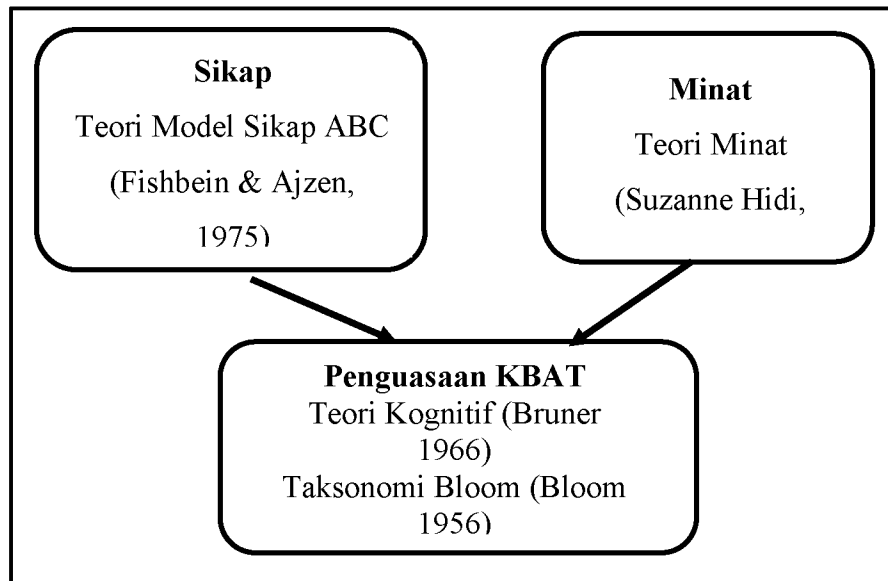 Sikap
Teori Model Sikap ABC
(Fishbein & Ajzen,
1975)
Minat
Teori Minat
(Suzanne Hidi,
Penguasaan KBAT
Teori Kognitif (Bruner
1966)
Taksonomi Bloom (Bloom
1956)